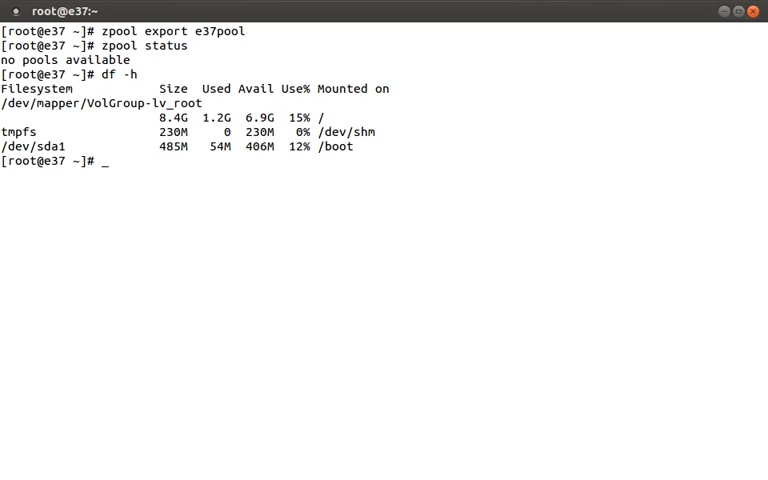 root@e37:~
[root@e37 ~]# zpool export e37pool
[root@e37 ~]# zpool status
no pools available
[root@e37 ~]# df -h
Filesystem            Size  Used Avail Use% Mounted on
/dev/mapper/VolGroup-lv_root
                      8.4G  1.2G  6.9G  15% /
tmpfs                 230M     0  230M   0% /dev/shm
/dev/sda1             485M   54M  406M  12% /boot
[root@e37 ~]# _